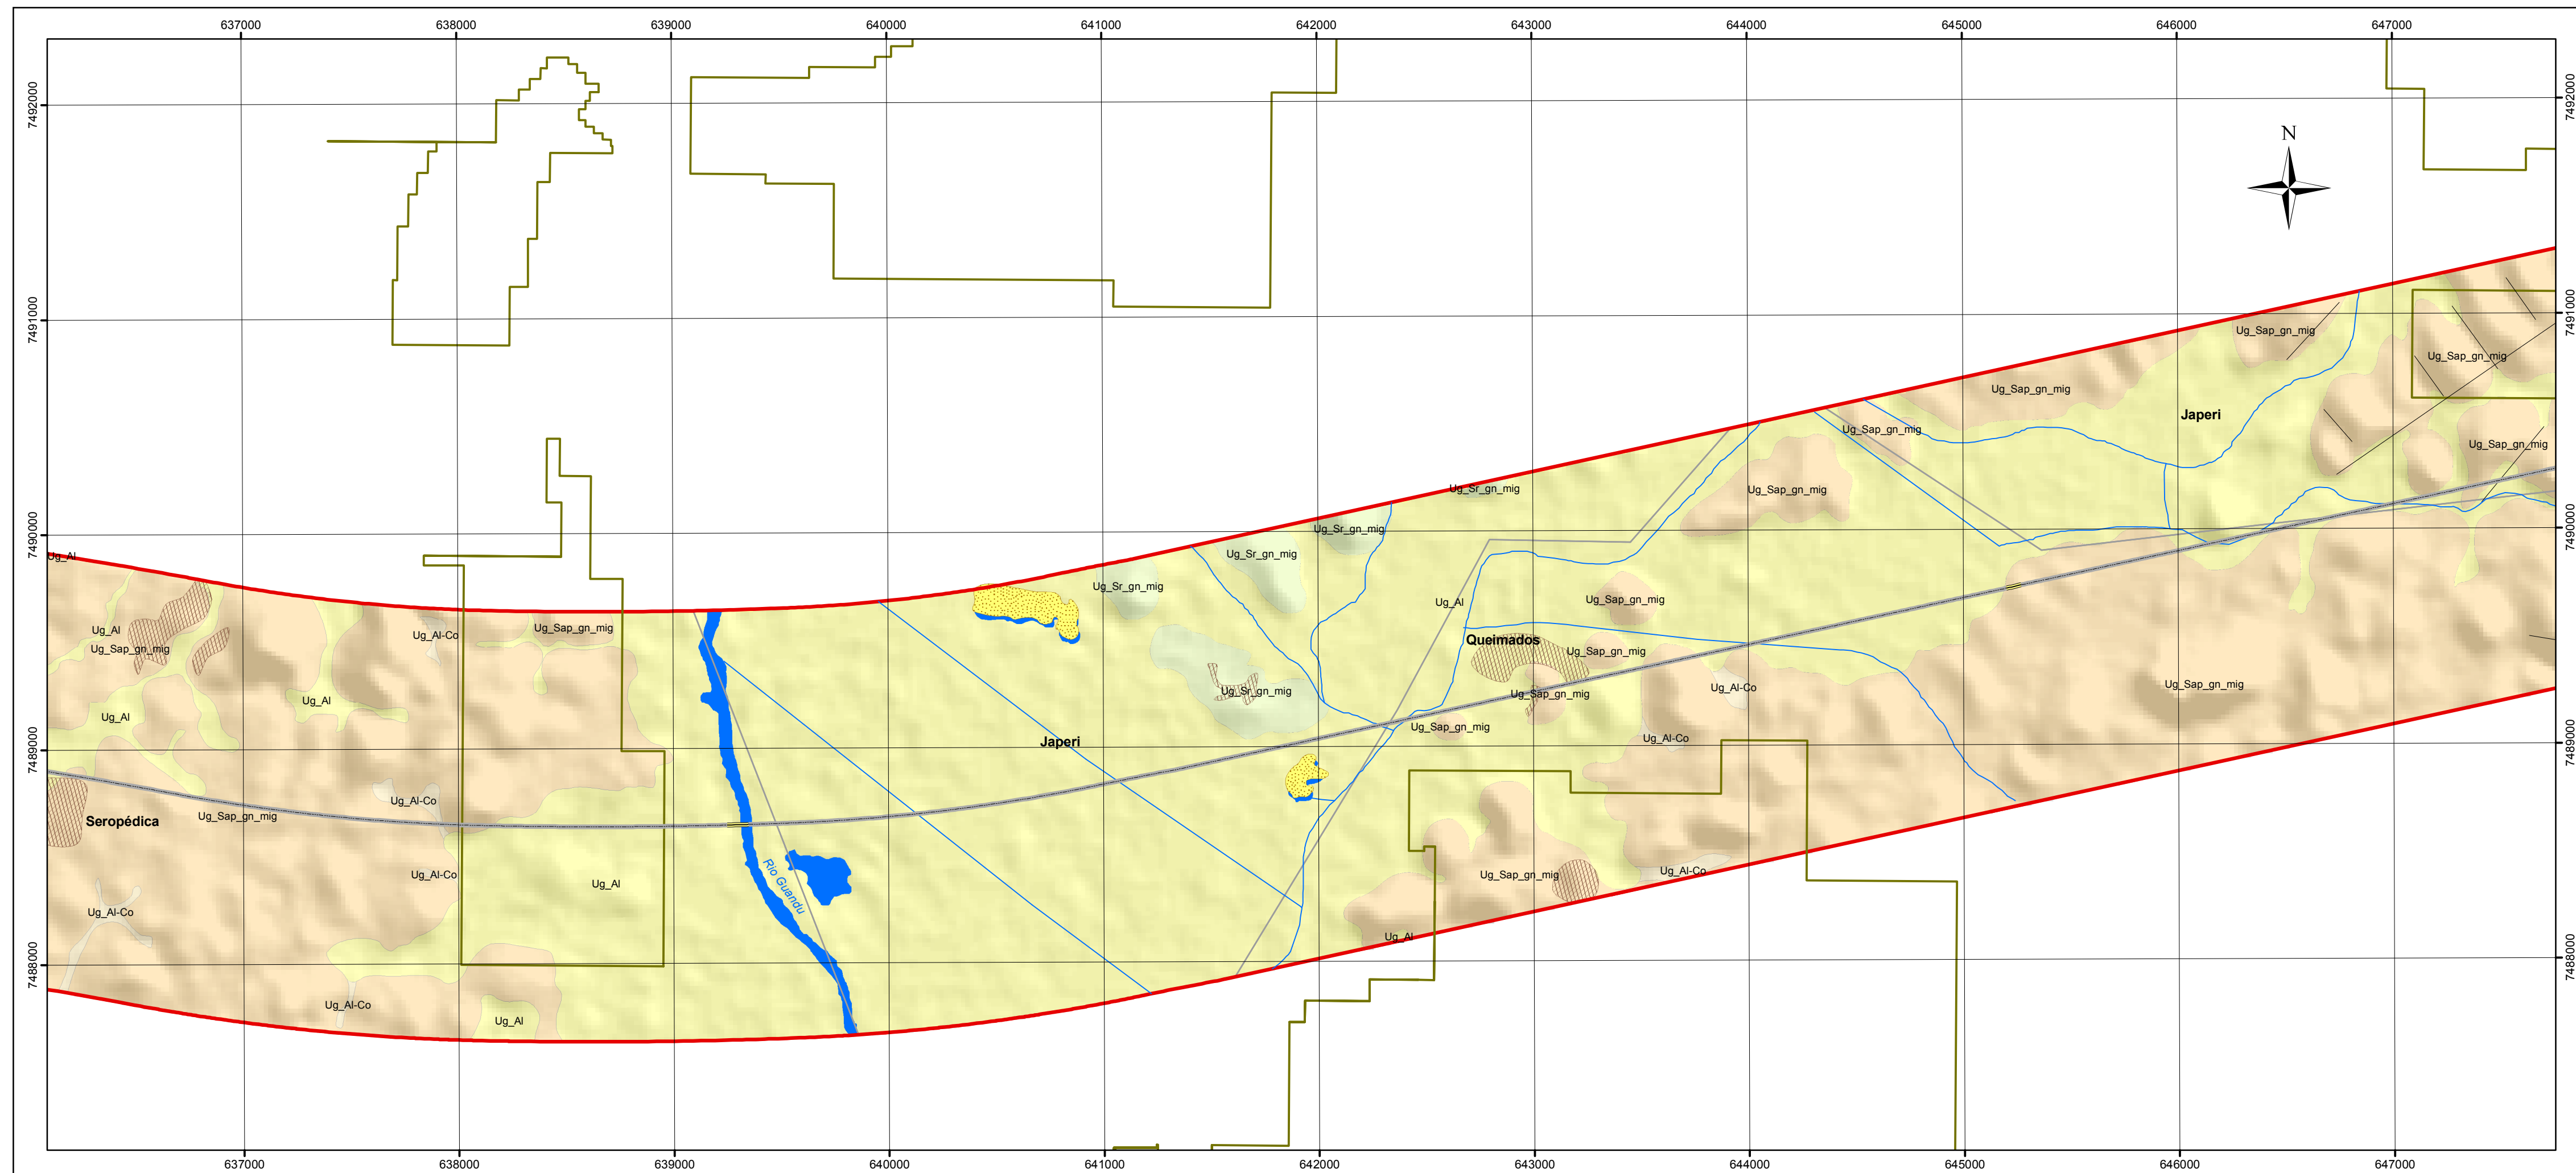 637000 638000 639000 640000 641000 642000 643000 644000 645000 646000 647000
7492000
7492000
N
7491000
7491000
Ug_Sap_gn_mig
Ug_Sap_gn_mig
Ug_Sap_gn_mig
Japeri
Ug_Sap_gn_mig
Ug_Sap_gn_mig
Ug_Sr_gn_mig
Ug_Sap_gn_mig
7490000
7490000
Ug_Sr_gn_mig
Ug_Al
Ug_Sr_gn_mig
Ug_Sr_gn_mig
Ug_Sap_gn_mig
Ug_Al
Ug_Al
Ug_Al-Co
Ug_Sap_gn_mig
Queimados
Ug_Sap_gn_mig
Ug_Sap_gn_mig
Ug_Sap_gn_mig
Ug_Al-Co
Ug_Sr_gn_mig
Ug_Sap_gn_mig
Ug_Al
Ug_Al
Ug_Sap_gn_mig
Ug_Al-Co
Japeri
7489000
7489000
Ug_Al-Co
Ug_Sap_gn_mig
Seropédica
Ug_Al-Co
Ug_Al
Rio Guandu
Ug_Sap_gn_mig
Ug_Al-Co
Ug_Al-Co
Ug_Al
7488000
7488000
Ug_Al-Co
Ug_Al
637000 638000 639000 640000 641000 642000 643000 644000 645000 646000 647000